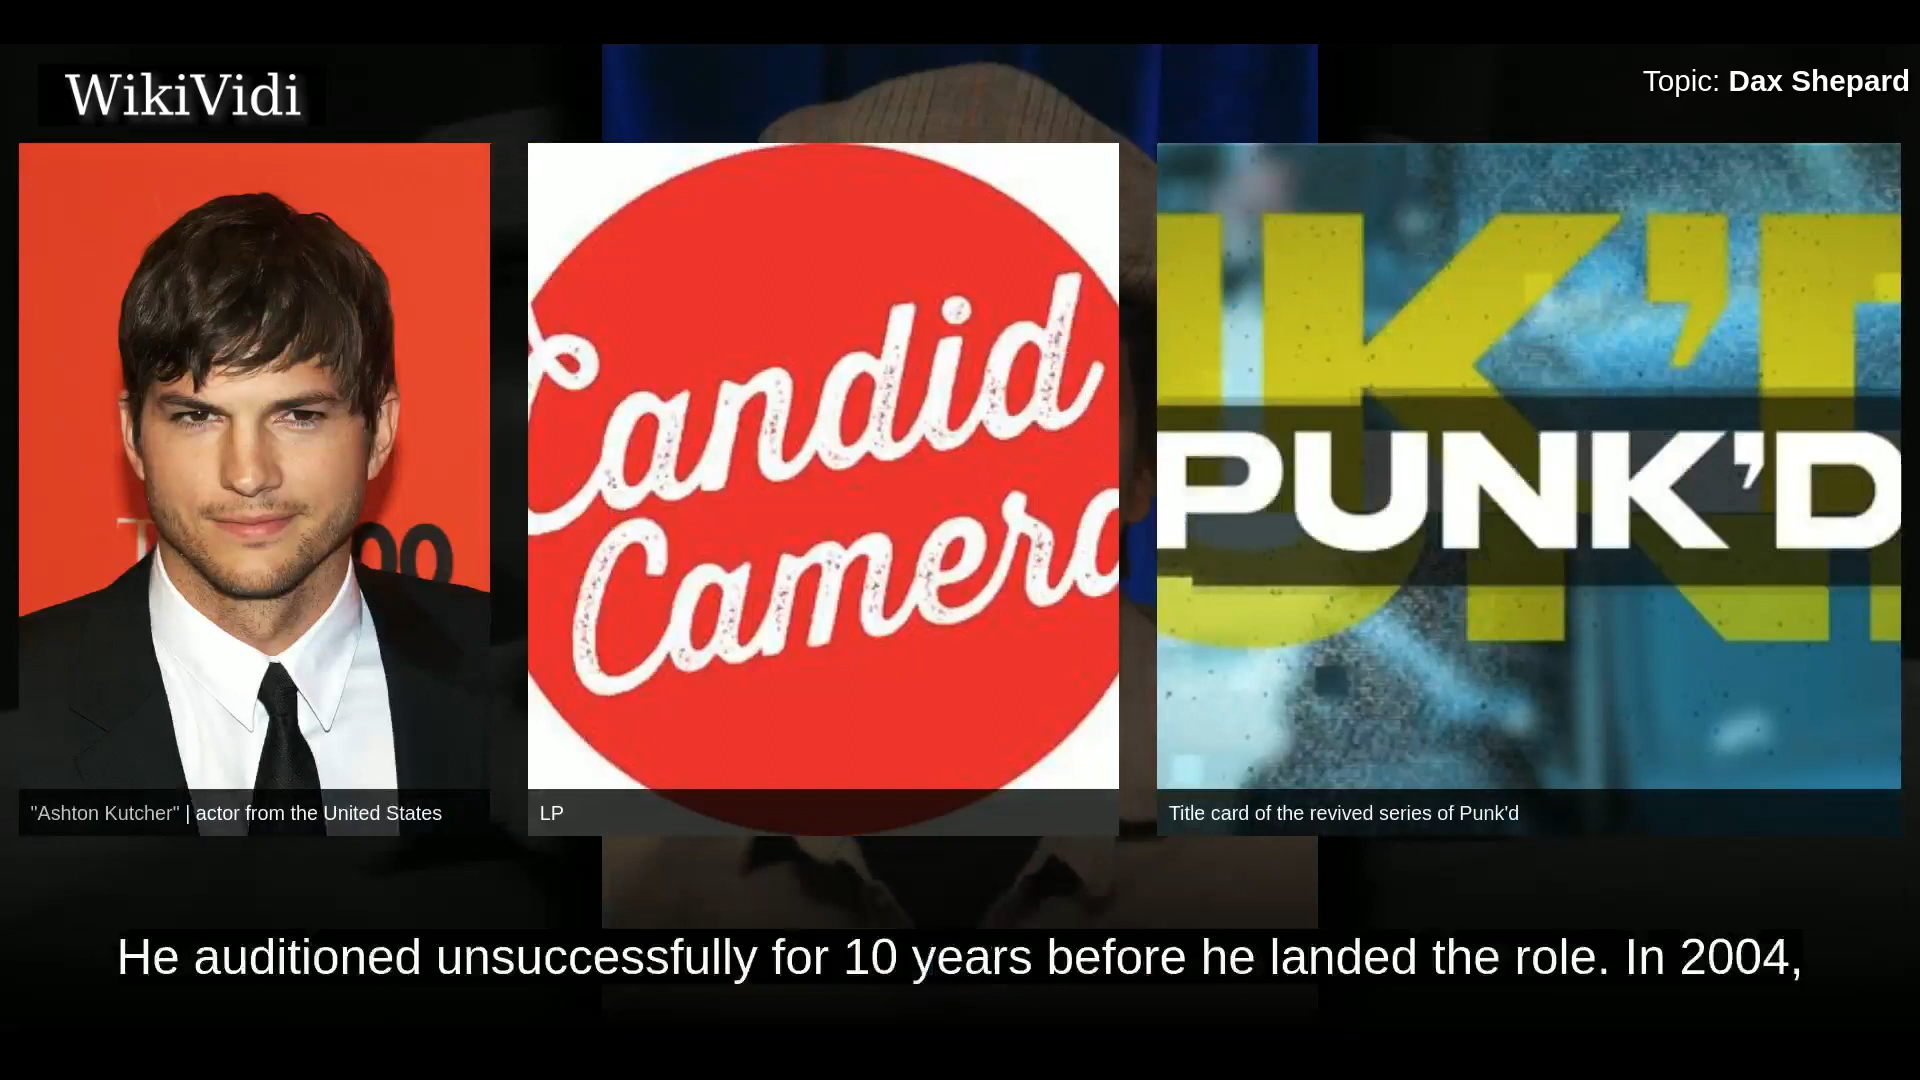 WikiVidi
Topic: Dax Shepard
Candid
Camera
K'D
PUNK'D
"Ashton Kutcher" | actor from the United States
LP
Title card of the revived series of Punk'd
He auditioned unsuccessfully for 10 years before he landed the role. In 2004,